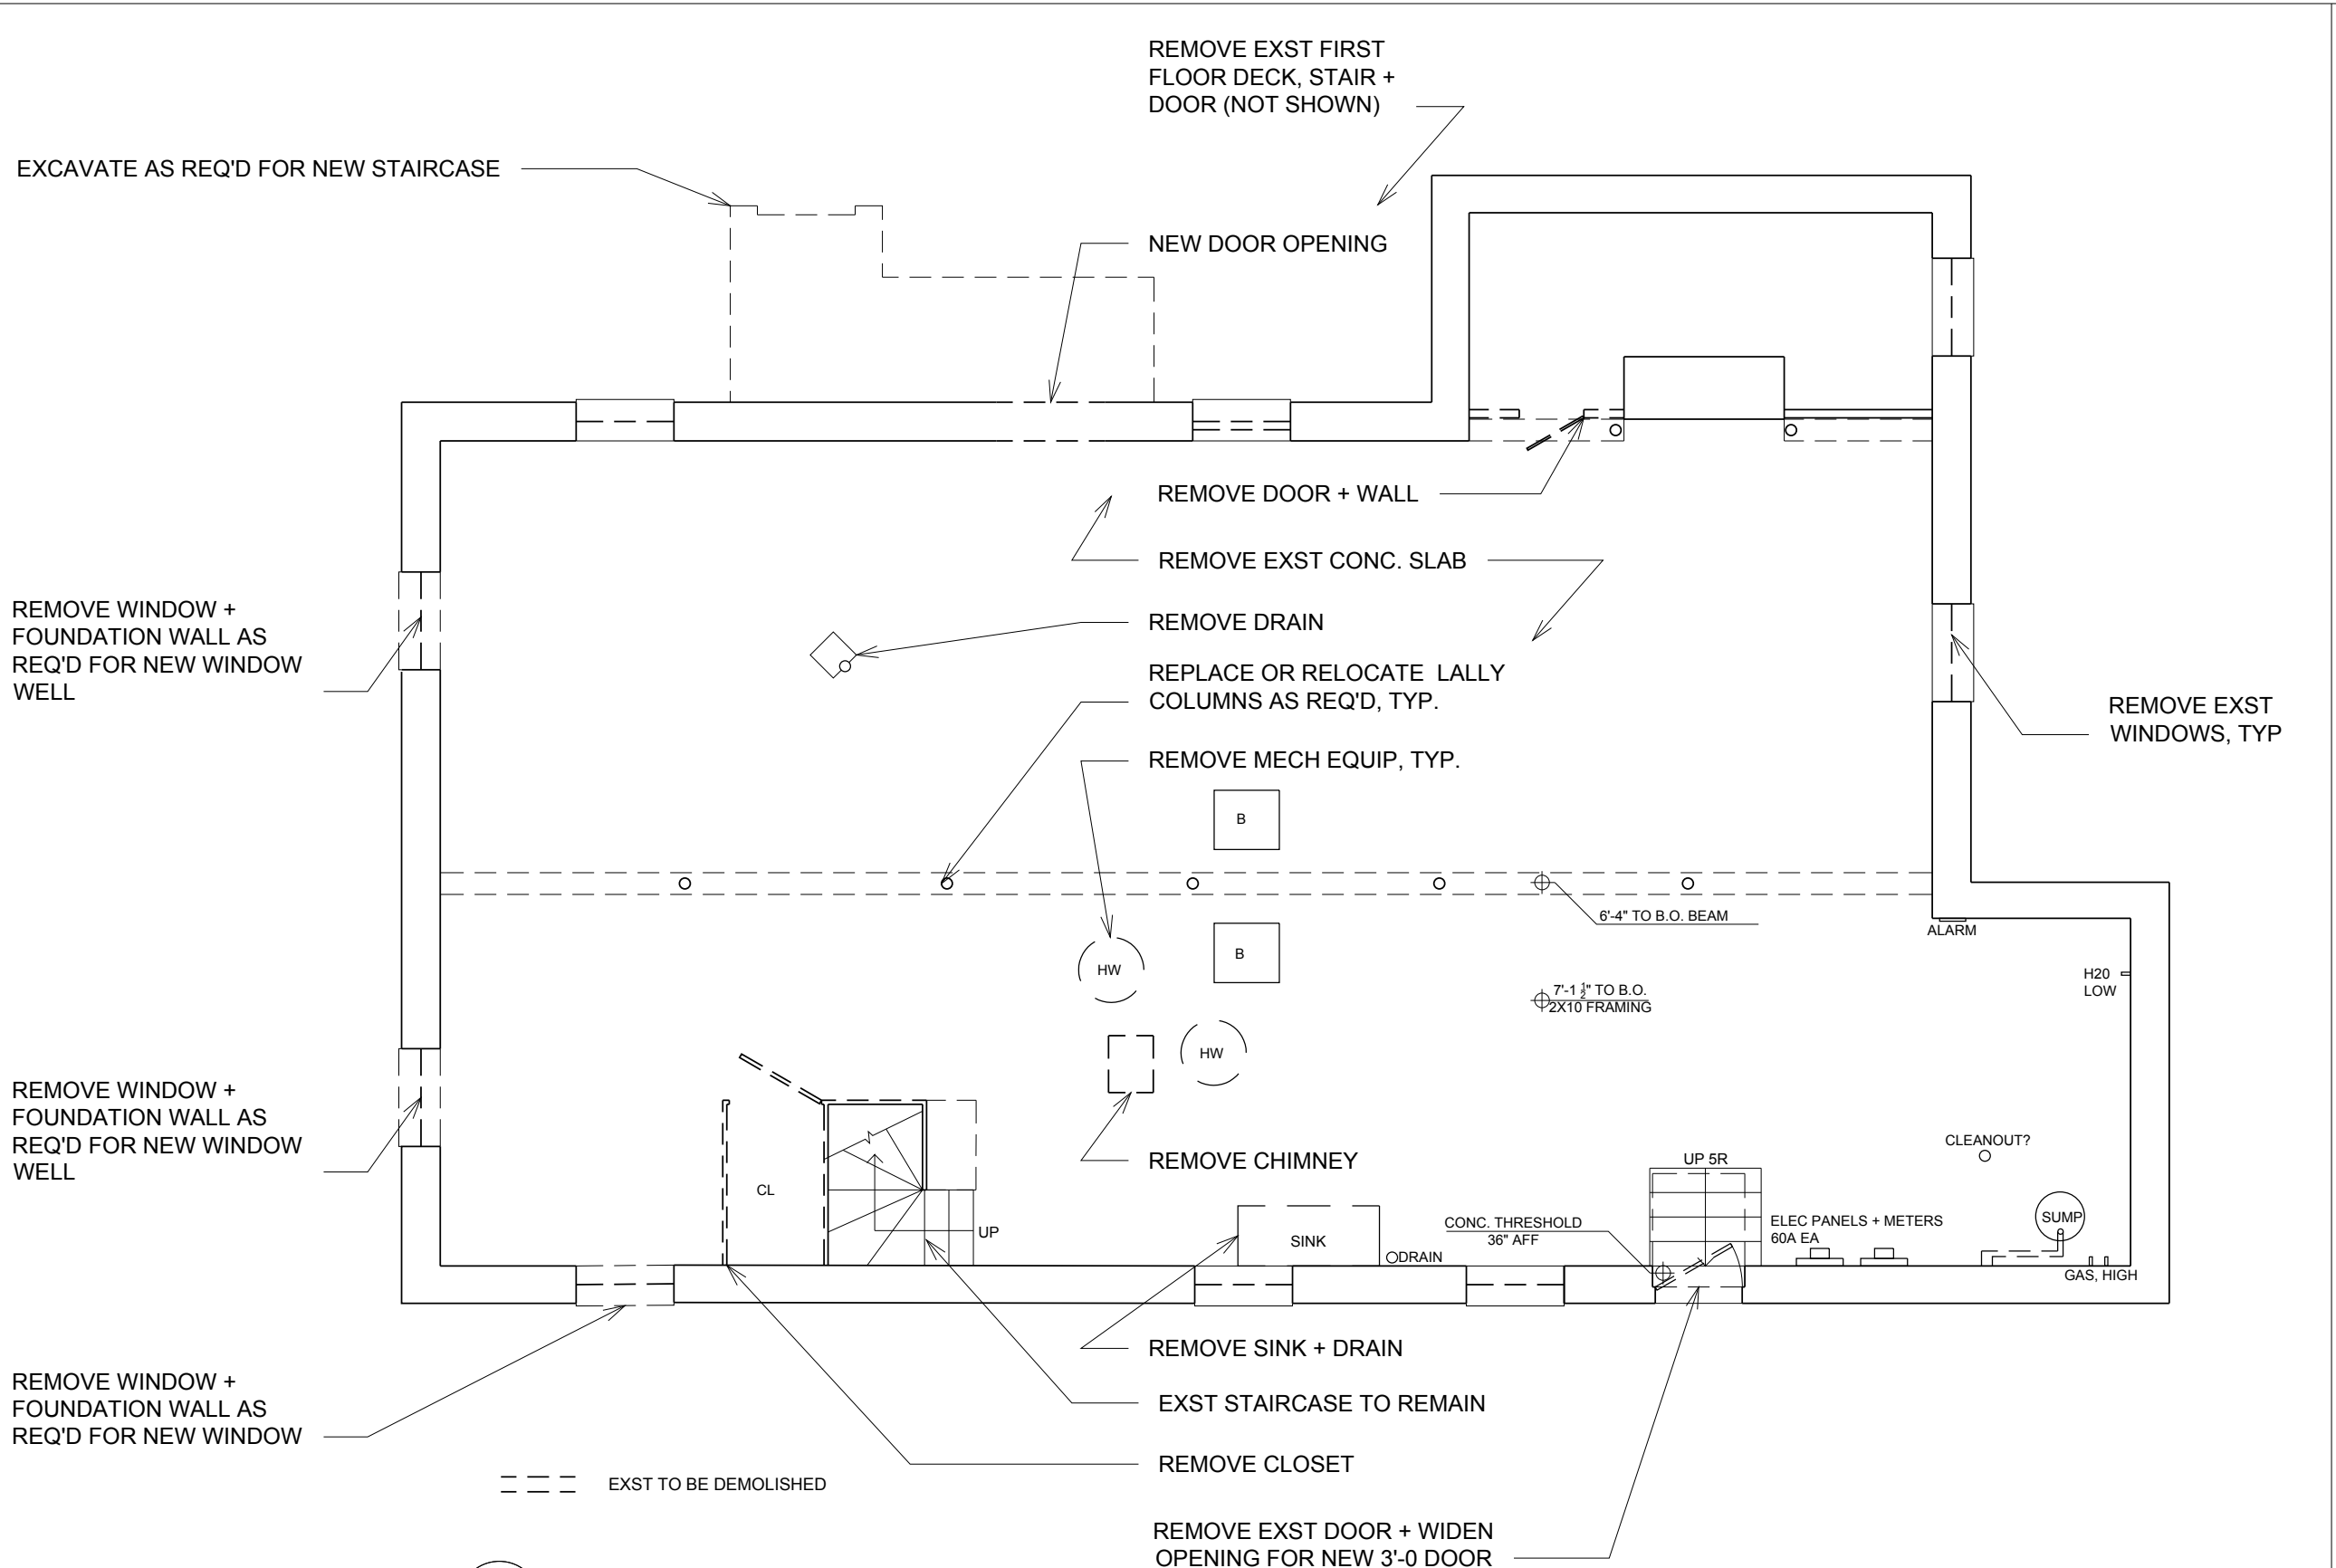 REMOVE EXST FIRST
FLOOR DECK, STAIR +
DOOR (NOT SHOWN)
EXCAVATE AS REQ'D FOR NEW STAIRCASE
NEW DOOR OPENING
REMOVE DOOR + WALL
REMOVE EXST CONC. SLAB
REMOVE WINDOW +
FOUNDATION WALL AS
REQ'D FOR NEW WINDOW
WELL
REMOVE DRAIN
REPLACE OR RELOCATE LALLY
COLUMNS AS REQ'D, TYP.
REMOVE EXST
WINDOWS, TYP
REMOVE MECH EQUIP, TYP.
B
6'-4" TO B.O. BEAM
ALARM
B
HW
H20
LOW
7'-1 1/2" TO B.O.
2X10 FRAMING
HW
REMOVE WINDOW +
FOUNDATION WALL AS
REQ'D FOR NEW WINDOW
WELL
CLEANOUT?
REMOVE CHIMNEY
UP 5R
CL
UP
SINK
DRAIN
CONC. THRESHOLD
36" AFF
ELEC PANELS + METERS
60A EA
SUMP
GAS, HIGH
REMOVE SINK + DRAIN
REMOVE WINDOW +
FOUNDATION WALL AS
REQ'D FOR NEW WINDOW
EXST STAIRCASE TO REMAIN
REMOVE CLOSET
EXST TO BE DEMOLISHED
REMOVE EXST DOOR + WIDEN
OPENING FOR NEW 3'-0 DOOR